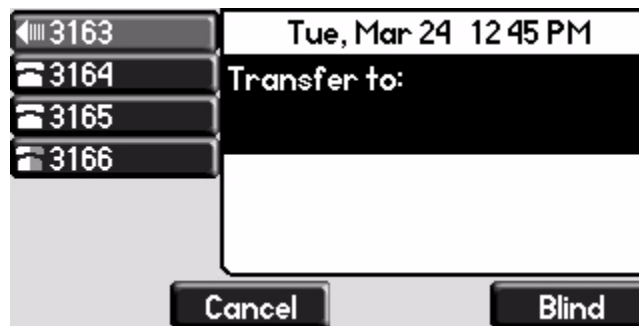 3163
Tue, Mar 24 12 45 PM
3164
Transfer to:
3165
3166
Cancel
Blind